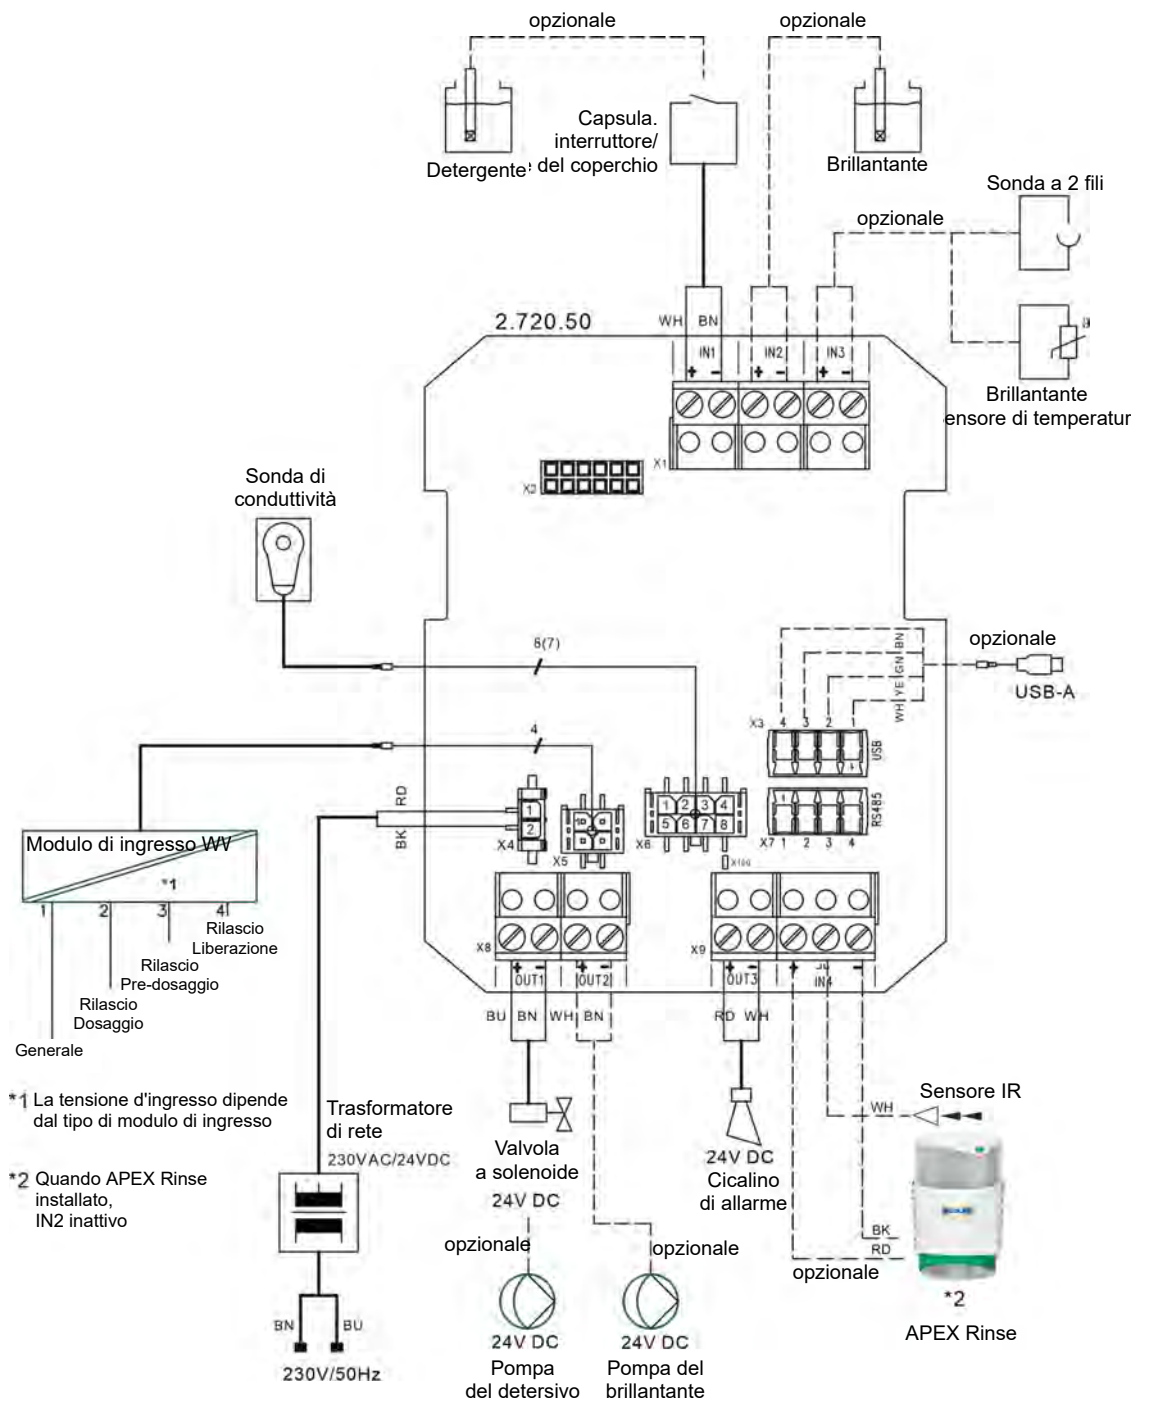 opzionale
opzionale
Capsula.
interruttore/
del coperchio
Detergente
Brillantante
Sonda a 2 fili
opzionale
2.720.50
WH
BN
IN1
IN2
IN3
+ -
+ -
+ -
Brillantante
ensore di temperatur
X1
X2
Sonda di
conduttività
6(7)
BN
GN
YE
WH
opzionale
USB-A
X3 4 3 2
USB
4
RD
BK
1
2
X4
X5
1 2 3 4
5 6 7 8
X6
RS485
X7 1 2 3 4
X100
Modulo di ingresso WV
*1
1
2
3
4
Rilascio
Liberazione
Rilascio
Pre-dosaggio
Rilascio
Dosaggio
Generale
X8
+ -
OUT1
OUT2
X9
+ -
OUT3
+ -
IN4
BU
BN
WH
BN
RD
WH
*1 La tensione d'ingresso dipende
dal tipo di modulo di ingresso
*2 Quando APEX Rinse
installato,
IN2 inattivo
Trasformatore
di rete
230VAC/24VDC
BN
BU
230V/50Hz
Valvola
a solenoide
24V DC
opzionale
24V DC
Pompa
del detersivo
opzionale
24V DC
Pompa del
brillantante
24V DC
Cicalino
di allarme
Sensore IR
WH
BK
RD
opzionale
*2
APEX Rinse